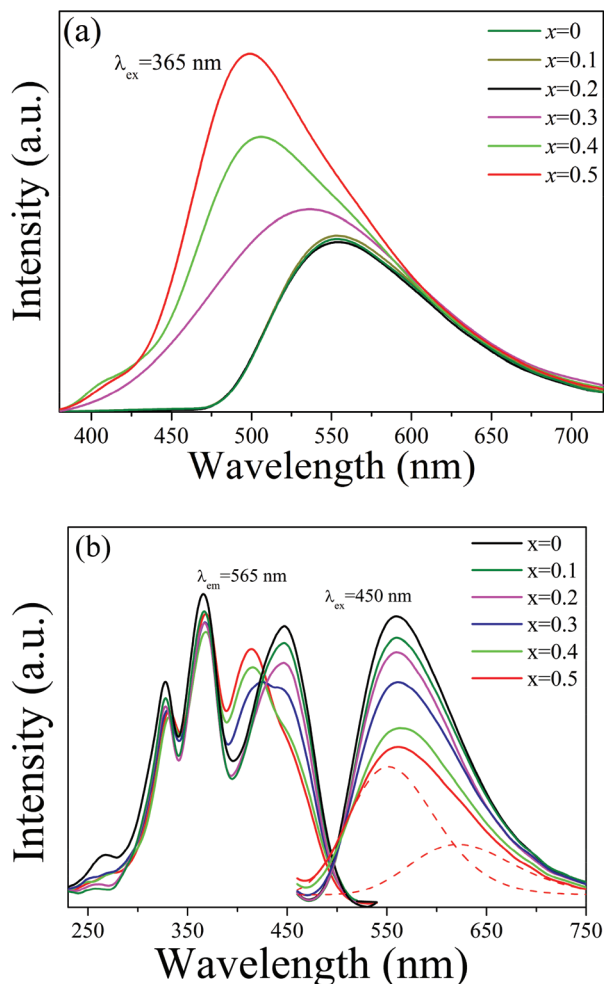 (a)
λex=365 nm
x=0
x=0.1
x=0.2
x=0.3
x=0.4
x=0.5
Intensity (a.u.)
400 450 500 550 600 650 700
Wavelength (nm)
(b)
λem=565 nm
λex=450 nm
x=0
x=0.1
x=0.2
x=0.3
x=0.4
x=0.5
Intensity (a.u.)
250 350 450 550 650 750
Wavelength (nm)